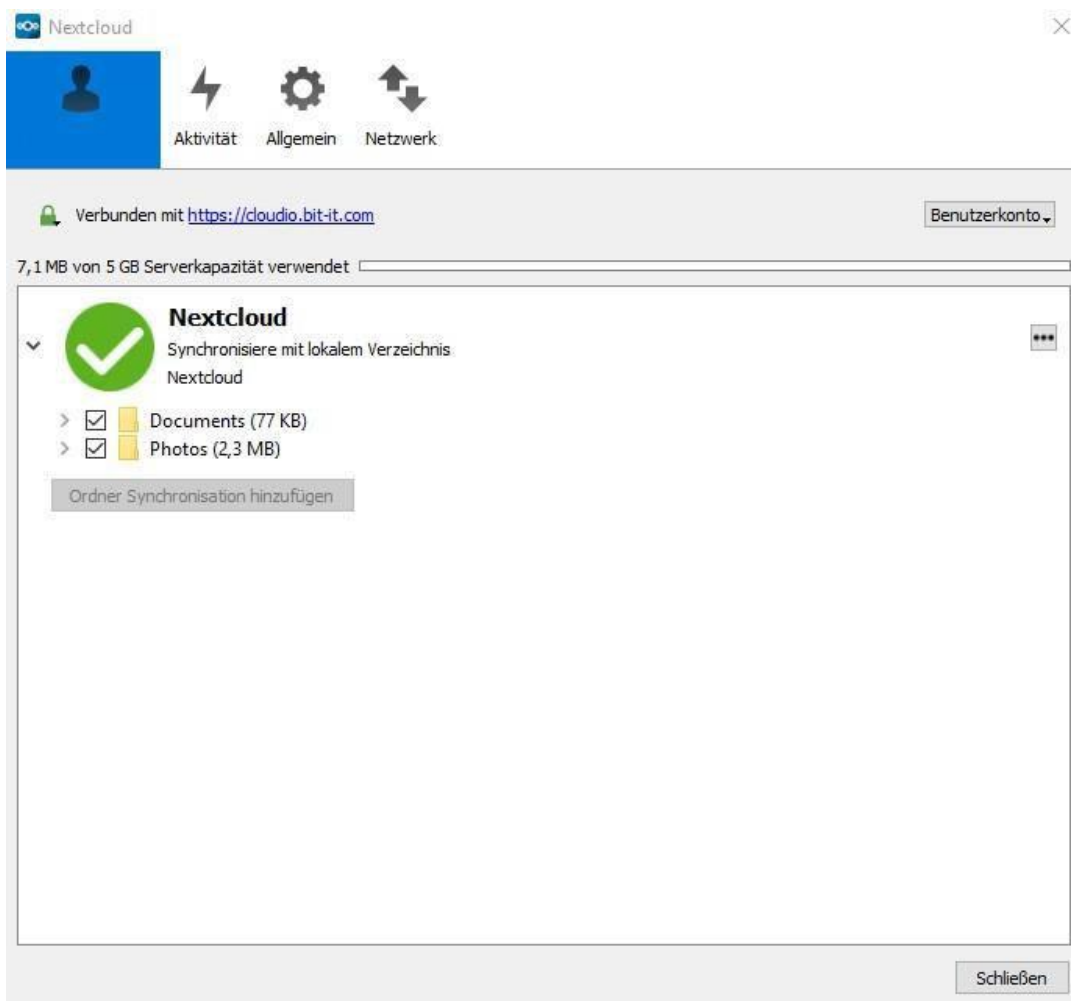 Nextcloud
Aktivität
Allgemein
Netzwerk
Verbunden mit https://cloudio.bit-it.com
Benutzerkonto
7,1 MB von 5 GB Serverkapazität verwendet
Nextcloud
Synchronisiere mit lokalem Verzeichnis
Nextcloud
Documents (77 KB)
Photos (2,3 MB)
Ordner Synchronisation hinzufügen
Schließen